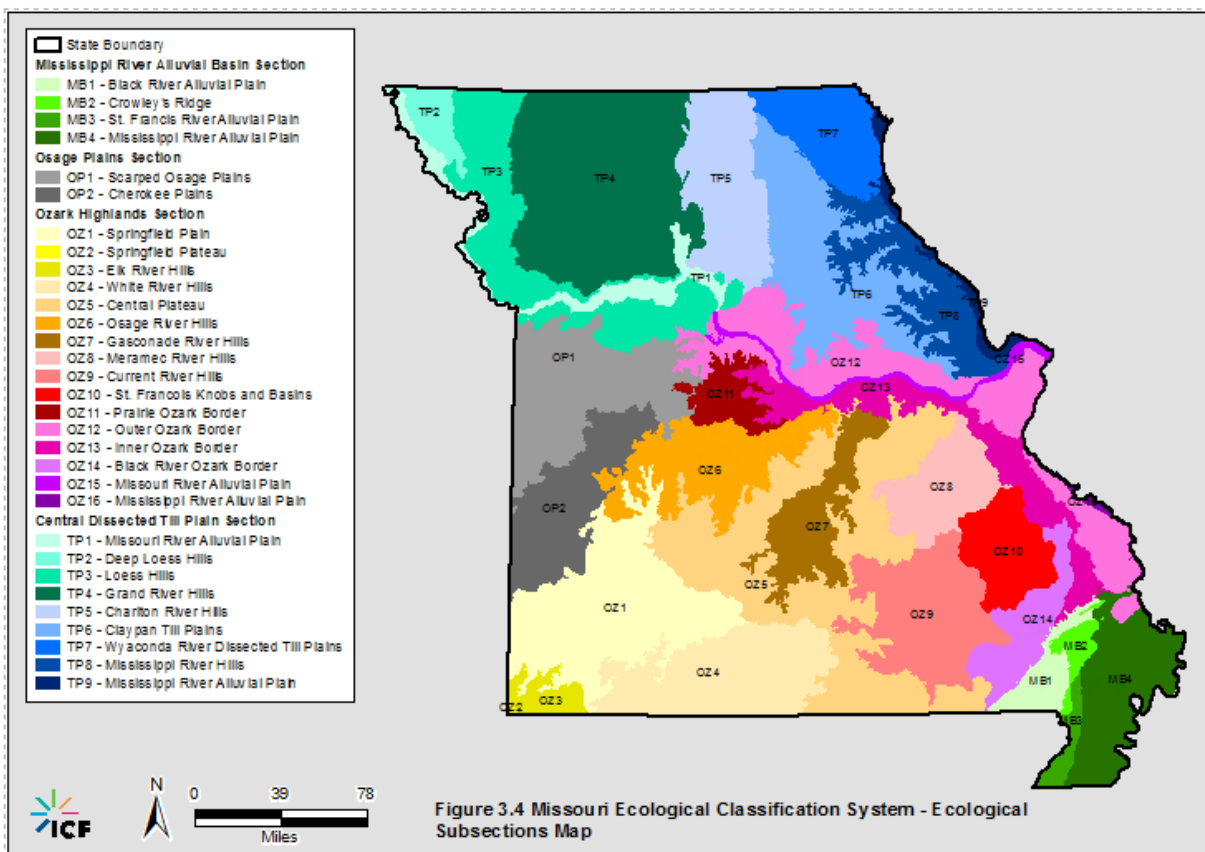 State Boundary
Mississippi River Alluvial Basin Section
MB1 - Black River Alluvial Plain
MB2 - Crowley's Ridge
MB3 - St. Francis River Alluvial Plain
MB4 - Mississippi River Alluvial Plain
Osage Plains Section
OP1 - Scarped Osage Plains
OP2 - Cherokee Plains
Ozark Highlands Section
OZ1 - Springfield Plain
OZ2 - Springfield Plateau
OZ3 - Elk River Hills
OZ4 - White River Hills
OZ5 - Central Plateau
OZ6 - Osage River Hills
OZ7 - Gasconade River Hills
OZ8 - Meramec River Hills
OZ9 - Current River Hills
OZ10 - St. Francois Knobs and Basins
OZ11 - Prairie Ozark Border
OZ12 - Outer Ozark Border
OZ13 - Inner Ozark Border
OZ14 - Black River Ozark Border
OZ15 - Missouri River Alluvial Plain
OZ16 - Mississippi River Alluvial Plain
Central Dissected Till Plain Section
TP1 - Missouri River Alluvial Plain
TP2 - Deep Loess Hills
TP3 - Loess Hills
TP4 - Grand River Hills
TP5 - Chariton River Hills
TP6 - Claypan Till Plains
TP7 - Wyaconda River Dissected Till Plains
TP8 - Mississippi River Hills
TP9 - Mississippi River Alluvial Plain
TP2
TP7
TP3
TP4
TP5
TP1
TP6
TP9
TP8
OP1
OZ12
OZ15
OZ11
OZ13
OZ6
OZ8
OP2
OZ7
OZ10
OZ5
OZ1
OZ9
OZ14
MB2
OZ4
MB1
MB4
OZ2
OZ3
MB3
ICF
N
0 39 78
Miles
Figure 3.4 Missouri Ecological Classification System - Ecological
Subsections Map